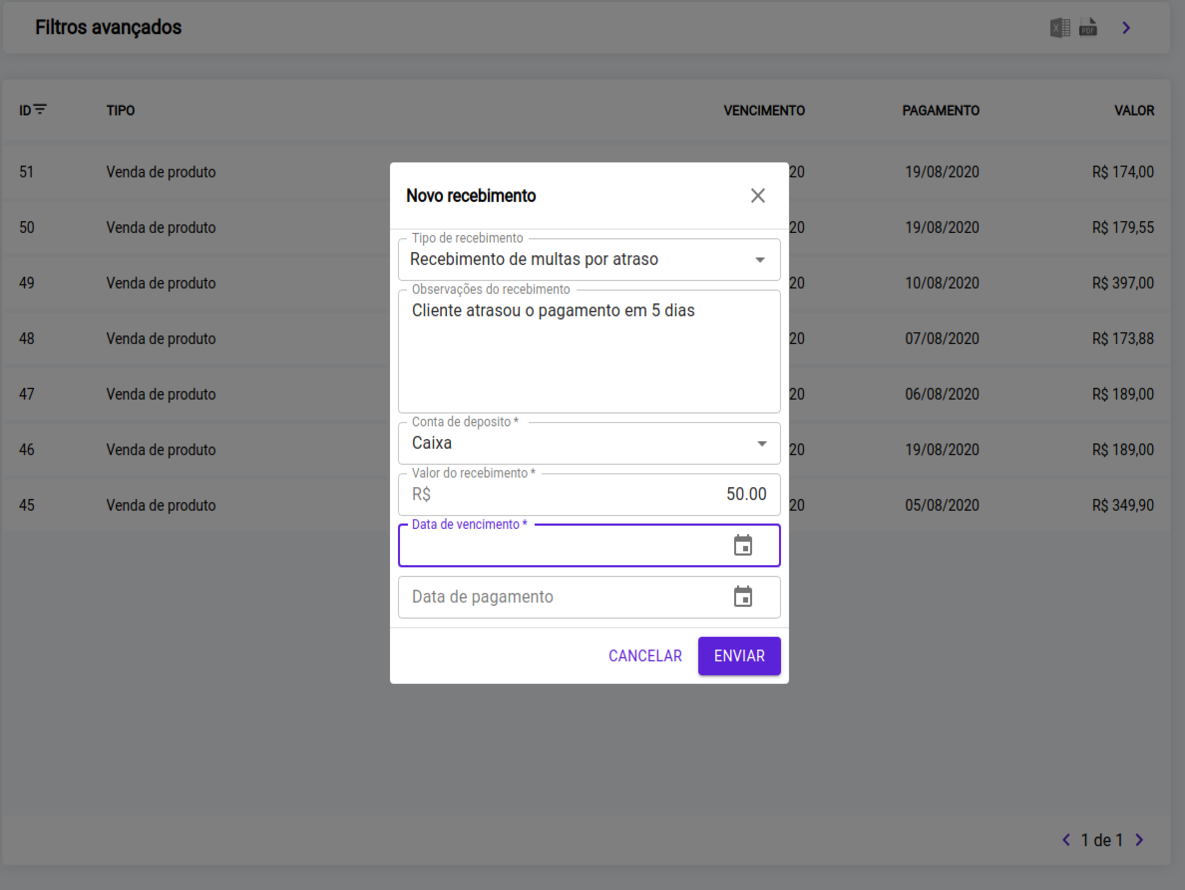 Filtros avançados
ID TIPO VENCIMENTO PAGAMENTO VALOR
51 Venda de produto 20 19/08/2020 R$ 174,00
50 Venda de produto 20 19/08/2020 R$ 179,55
49 Venda de produto 20 10/08/2020 R$ 397,00
48 Venda de produto 20 07/08/2020 R$ 173,88
47 Venda de produto 20 06/08/2020 R$ 189,00
46 Venda de produto 20 19/08/2020 R$ 189,00
45 Venda de produto 20 05/08/2020 R$ 349,90
Novo recebimento
Tipo de recebimento
Recebimento de multas por atraso
Observações do recebimento
Cliente atrasou o pagamento em 5 dias
Conta de deposito *
Caixa
Valor do recebimento *
R$ 50.00
Data de vencimento *
Data de pagamento
CANCELAR ENVIAR
1 de 1